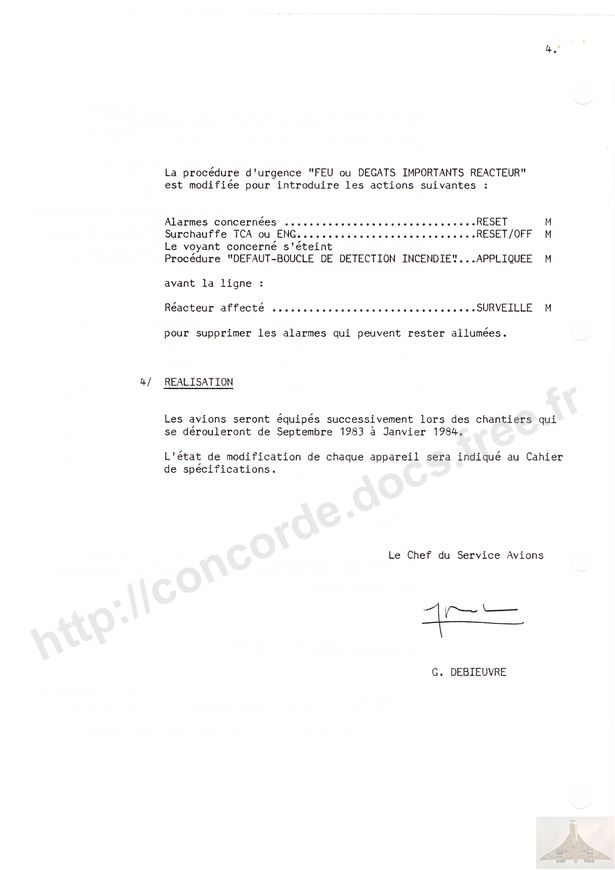 4.
La procédure d'urgence "FEU ou DEGATS IMPORTANTS REACTEUR"
est modifiée pour introduire les actions suivantes :
Alarmes concernées ...............................RESET M
Surchauffe TCA ou ENG.............................RESET/OFF M
Le voyant concerné s'éteint
Procédure "DEFAUT-BOUCLE DE DETECTION INCENDIE"...APPLIQUEE M
avant la ligne :
Réacteur affecté .................................SURVEILLE M
pour supprimer les alarmes qui peuvent rester allumées.
4/ REALISATION
Les avions seront équipés successivement lors des chantiers qui
se dérouleront de Septembre 1983 à Janvier 1984.
L'état de modification de chaque appareil sera indiqué au Cahier
de spécifications.
http://concorde.docs.free.fr
Le Chef du Service Avions
G. DEBIEUVRE